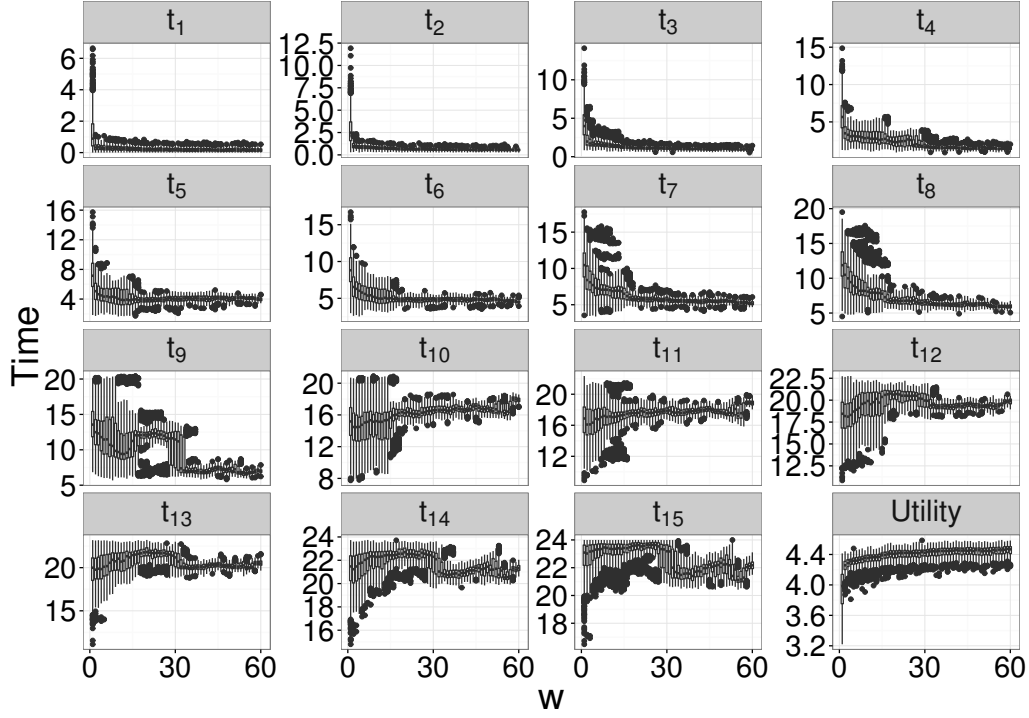 t1 t2 t3 t4
6 4 2 0
12.5 10.0 7.5 5.0 2.5 0.0
10 5 0
15 10 5
t5 t6 t7 t8
16 12 8 4
15 10 5
15 10 5
20 15 10 5
Time
t9 t10 t11 t12
20 15 10 5
20 16 12 8
20 16 12
22.5 20.0 17.5 15.0 12.5
t13 t14 t15 Utility
20 15
24 22 20 18 16
24 22 20 18
4.4 4.0 3.6 3.2
0 30 60 0 30 60 0 30 60 0 30 60
w